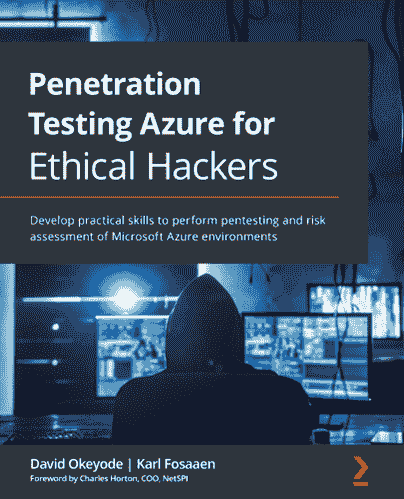 Penetration
Testing Azure for
Ethical Hackers
Develop practical skills to perform pentesting and risk
assessment of Microsoft Azure environments
David Okeyode | Karl Fosaaen
Foreword by Charles Horton, COO, NetSPI